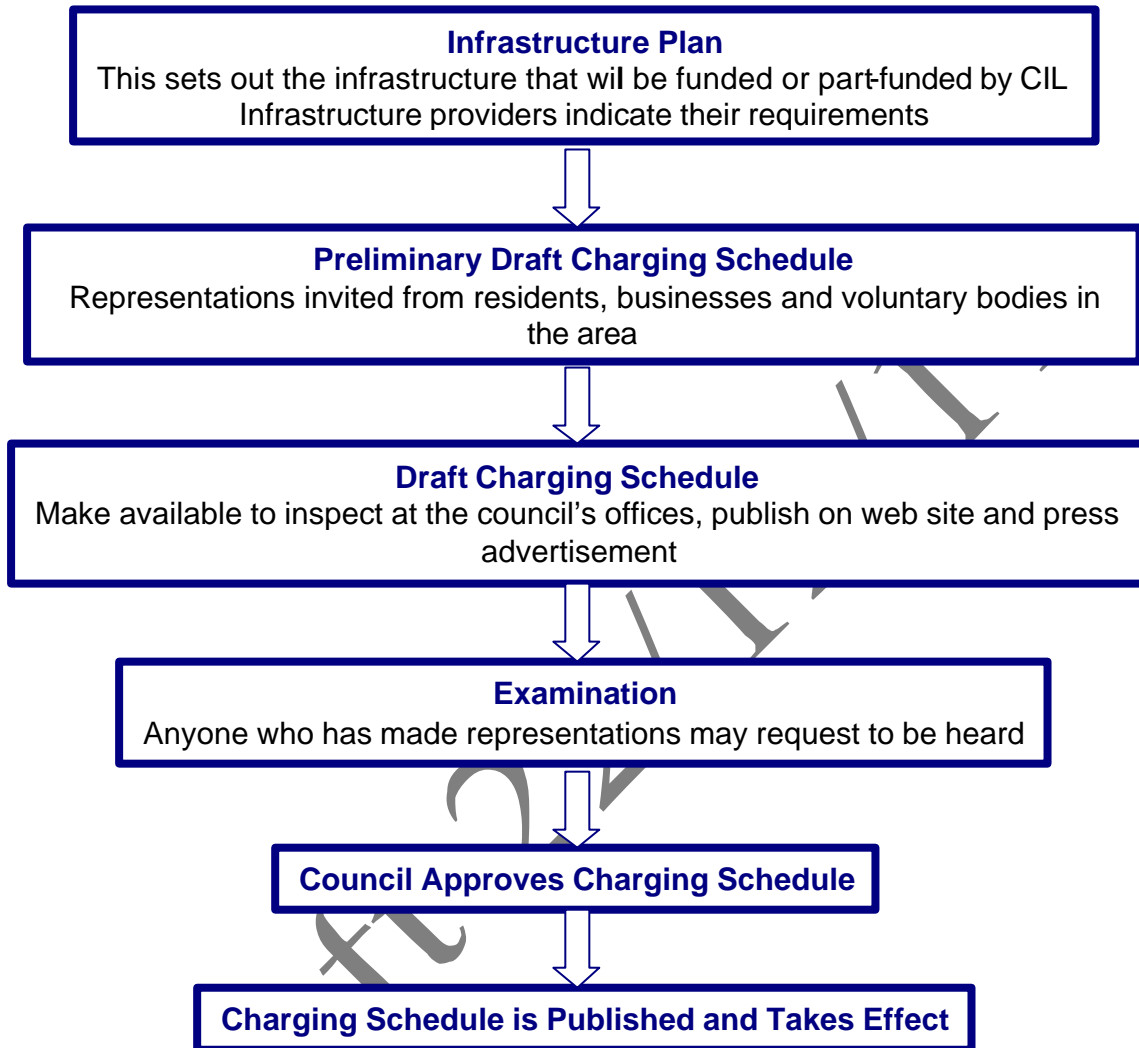 Infrastructure Plan
This sets out the infrastructure that will be funded or part-funded by CIL
Infrastructure providers indicate their requirements
Preliminary Draft Charging Schedule
Representations invited from residents, businesses and voluntary bodies in
the area
Draft Charging Schedule
Make available to inspect at the council's offices, publish on web site and press
advertisement
Examination
Anyone who has made representations may request to be heard
Council Approves Charging Schedule
Charging Schedule is Published and Takes Effect